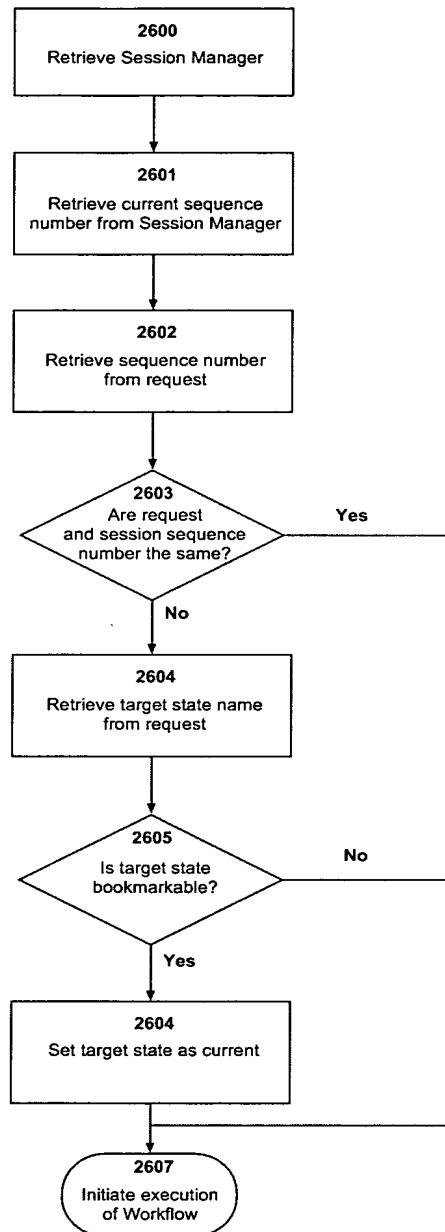 2600
Retrieve Session Manager
2601
Retrieve current sequence
number from Session Manager
2602
Retrieve sequence number
from request
2603
Are request
and session sequence
number the same?
Yes
No
2604
Retrieve target state name
from request
2605
Is target state
bookmarkable?
No
Yes
2604
Set target state as current
2607
Initiate execution
of Workflow